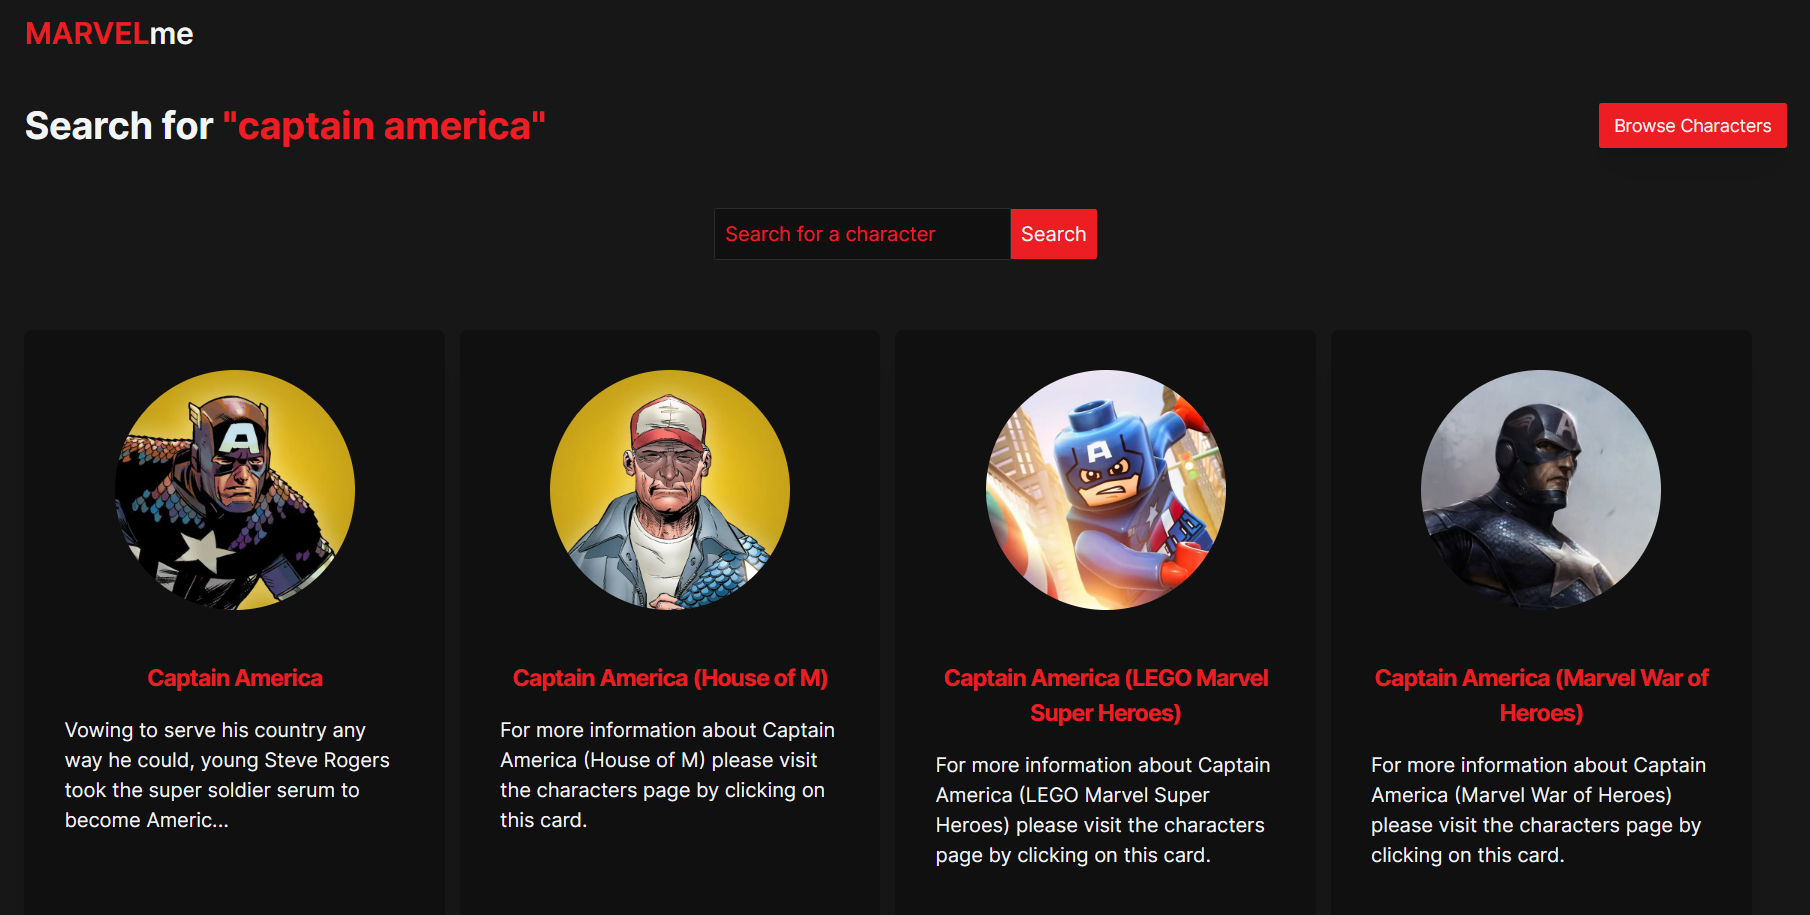 MARVELme
Search for "captain america"
Browse Characters
Search for a character
Search
A
A
A
Captain America
Vowing to serve his country any
way he could, young Steve Rogers
took the super soldier serum to
become Americ...
Captain America (House of M)
For more information about Captain
America (House of M) please visit
the characters page by clicking on
this card.
Captain America (LEGO Marvel
Super Heroes)
For more information about Captain
America (LEGO Marvel Super
Heroes) please visit the characters
page by clicking on this card.
Captain America (Marvel War of
Heroes)
For more information about Captain
America (Marvel War of Heroes)
please visit the characters page by
clicking on this card.